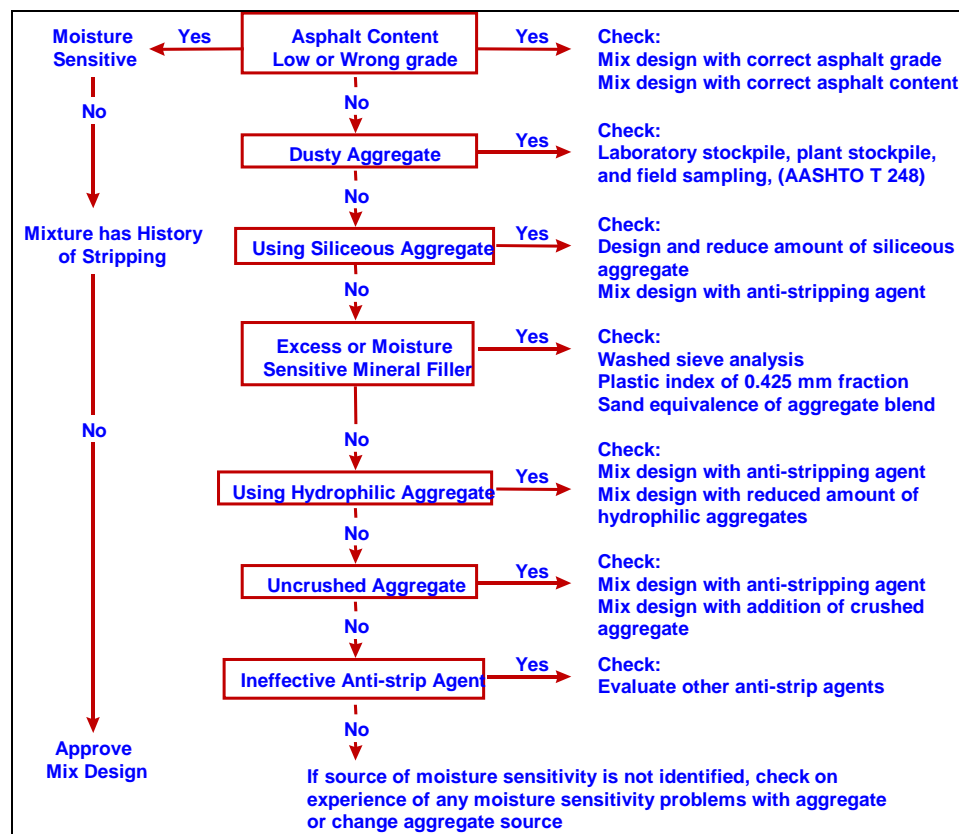 Moisture
Sensitive
Yes
Asphalt Content
Low or Wrong grade
Yes
Check:
Mix design with correct asphalt grade
Mix design with correct asphalt content
No
No
Dusty Aggregate
Yes
Check:
Laboratory stockpile, plant stockpile,
and field sampling, (AASHTO T 248)
No
Mixture has History
of Stripping
Using Siliceous Aggregate
Yes
Check:
Design and reduce amount of siliceous
aggregate
Mix design with anti-stripping agent
No
Excess or Moisture
Sensitive Mineral Filler
Yes
Check:
Washed sieve analysis
Plastic index of 0.425 mm fraction
Sand equivalence of aggregate blend
No
No
Using Hydrophilic Aggregate
Yes
Check:
Mix design with anti-stripping agent
Mix design with reduced amount of
hydrophilic aggregates
No
Uncrushed Aggregate
Yes
Check:
Mix design with anti-stripping agent
Mix design with addition of crushed
aggregate
No
Ineffective Anti-strip Agent
Yes
Check:
Evaluate other anti-strip agents
No
Approve
Mix Design
If source of moisture sensitivity is not identified, check on
experience of any moisture sensitivity problems with aggregate
or change aggregate source